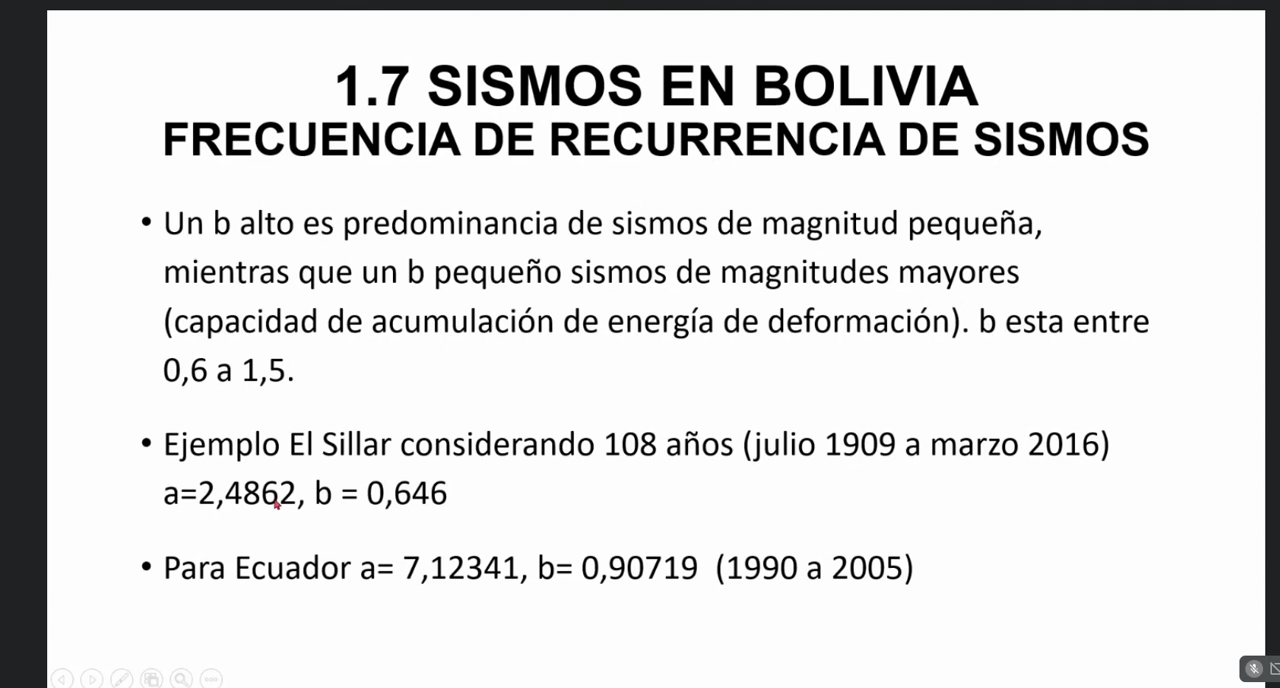 1.7 SISMOS EN BOLIVIA
FRECUENCIA DE RECURRENCIA DE SISMOS
• Un b alto es predominancia de sismos de magnitud pequeña,
mientras que un b pequeño sismos de magnitudes mayores
(capacidad de acumulación de energía de deformación). b esta entre
0,6 a 1,5.
• Ejemplo El Sillar considerando 108 años (julio 1909 a marzo 2016)
a=2,4862, b = 0,646
• Para Ecuador a= 7,12341, b= 0,90719 (1990 a 2005)